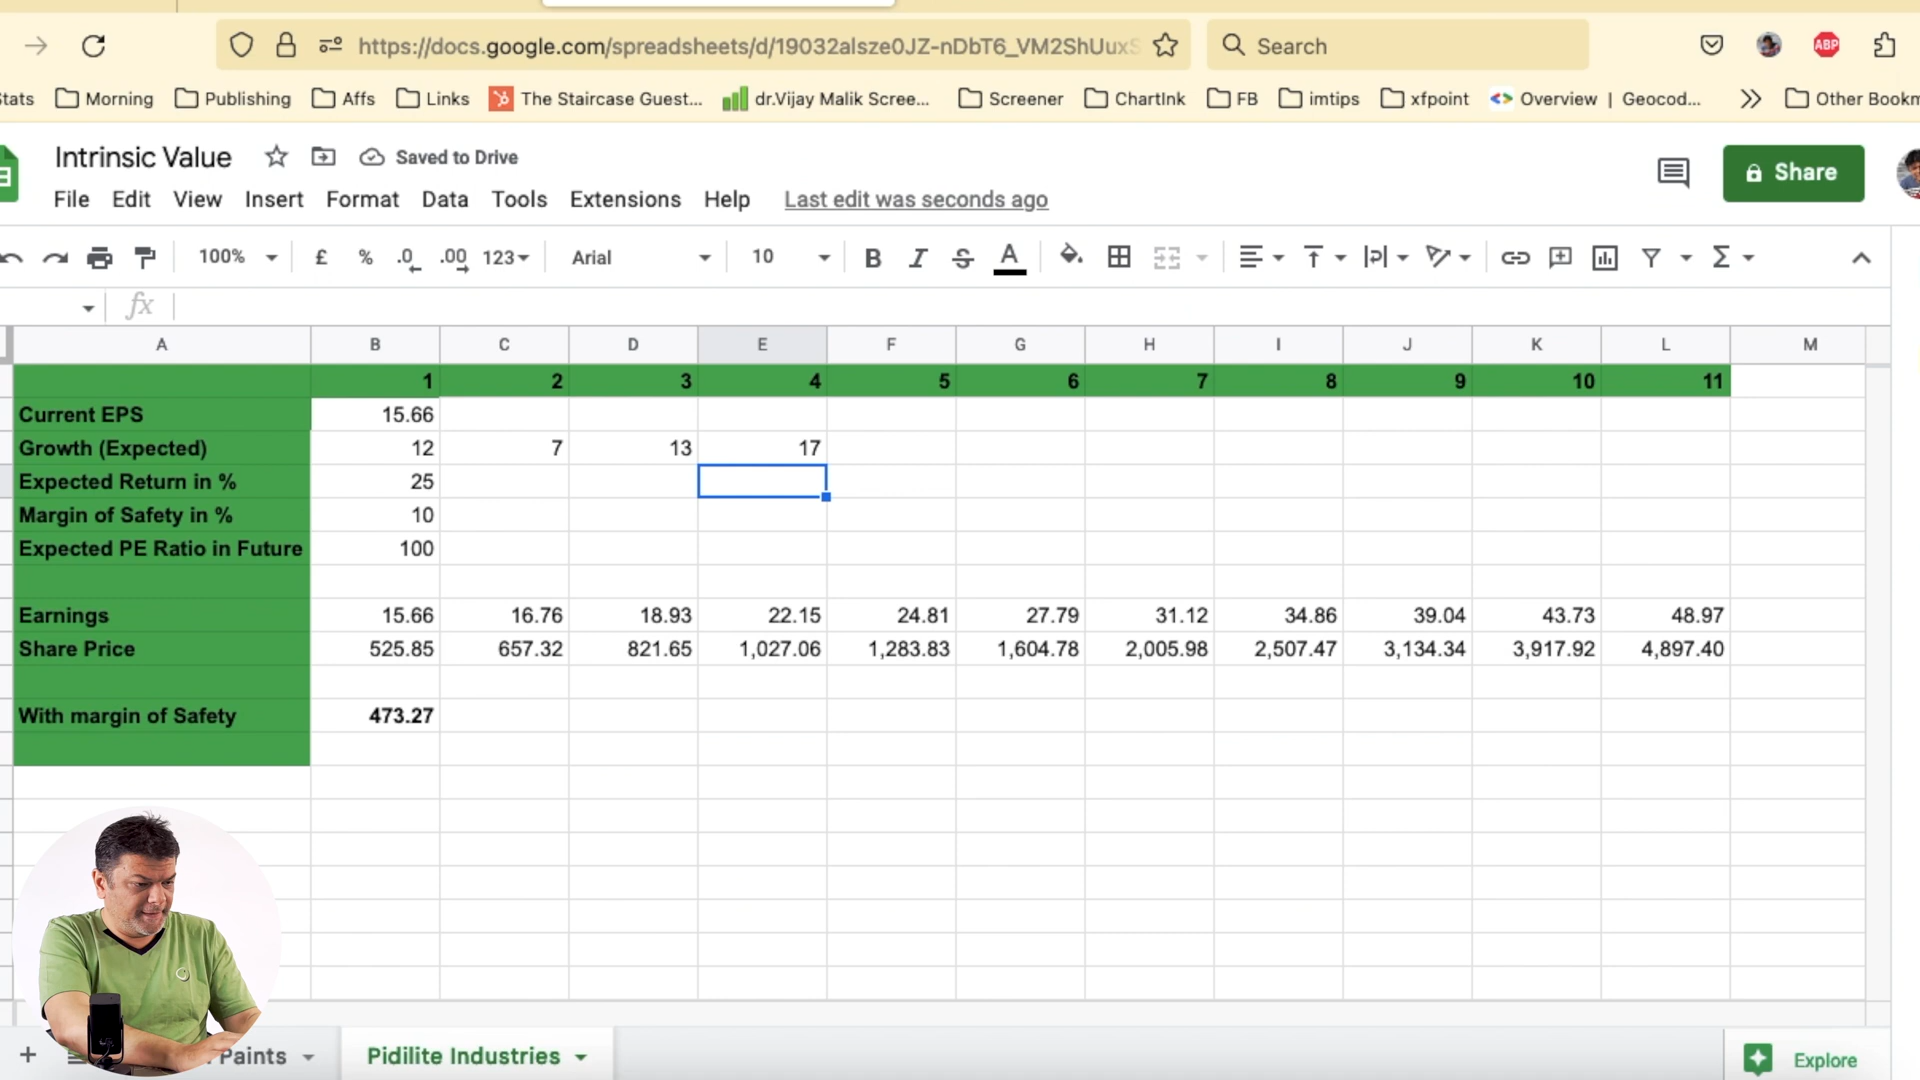 https://docs.google.com/spreadsheets/d/19032alsze0JZ-nDbT6_VM2ShUuxS
Search
ABP
Morning
Publishing
Affs
Links
The Staircase Guest...
dr.Vijay Malik Scree...
Screener
ChartInk
FB
imtips
xfpoint
Overview | Geocod...
Other Bookm
Intrinsic Value
Saved to Drive
Share
File Edit View Insert Format Data Tools Extensions Help Last edit was seconds ago
100% £ % .0 .00 123 Arial 10 B I S A
fx
A B C D E F G H I J K L M
1 2 3 4 5 6 7 8 9 10 11
Current EPS 15.66
Growth (Expected) 12 7 13 17
Expected Return in % 25
Margin of Safety in % 10
Expected PE Ratio in Future 100
Earnings 15.66 16.76 18.93 22.15 24.81 27.79 31.12 34.86 39.04 43.73 48.97
Share Price 525.85 657.32 821.65 1,027.06 1,283.83 1,604.78 2,005.98 2,507.47 3,134.34 3,917.92 4,897.40
With margin of Safety 473.27
Paints
Pidilite Industries
Explore